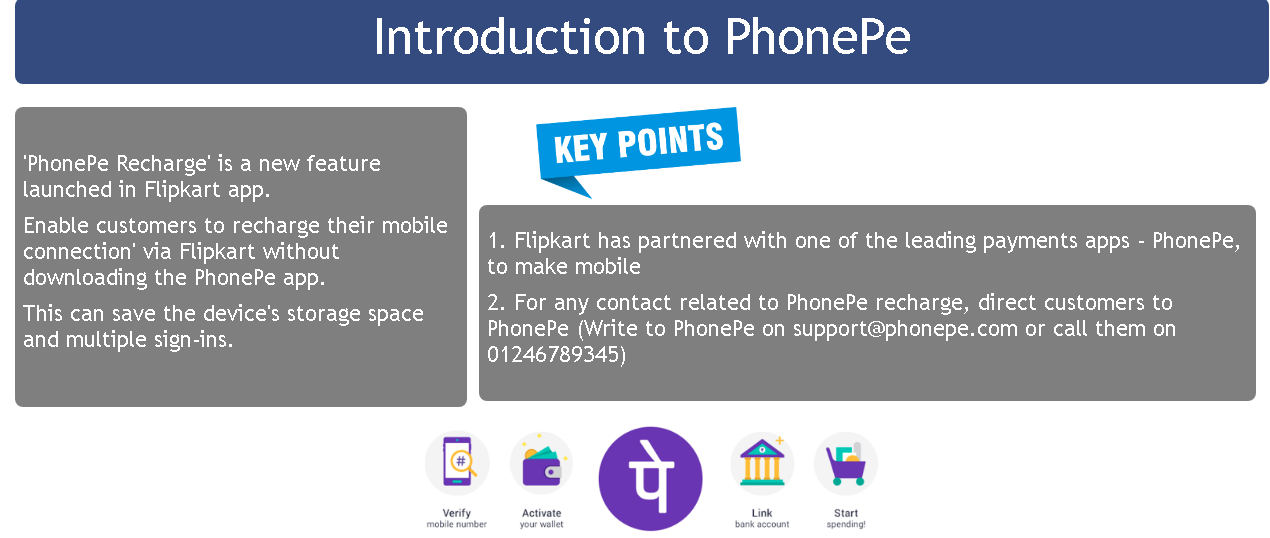 Introduction to PhonePe
'PhonePe Recharge' is a new feature
launched in Flipkart app.
Enable customers to recharge their mobile
connection' via Flipkart without
downloading the PhonePe app.
This can save the device's storage space
and multiple sign-ins.
KEY POINTS
1. Flipkart has partnered with one of the leading payments apps - PhonePe,
to make mobile
2. For any contact related to PhonePe recharge, direct customers to
PhonePe (Write to PhonePe on support@phonepe.com or call them on
01246789345)
#
Verify
mobile number
Activate
your wallet
पे
Link
bank account
Start
spending!